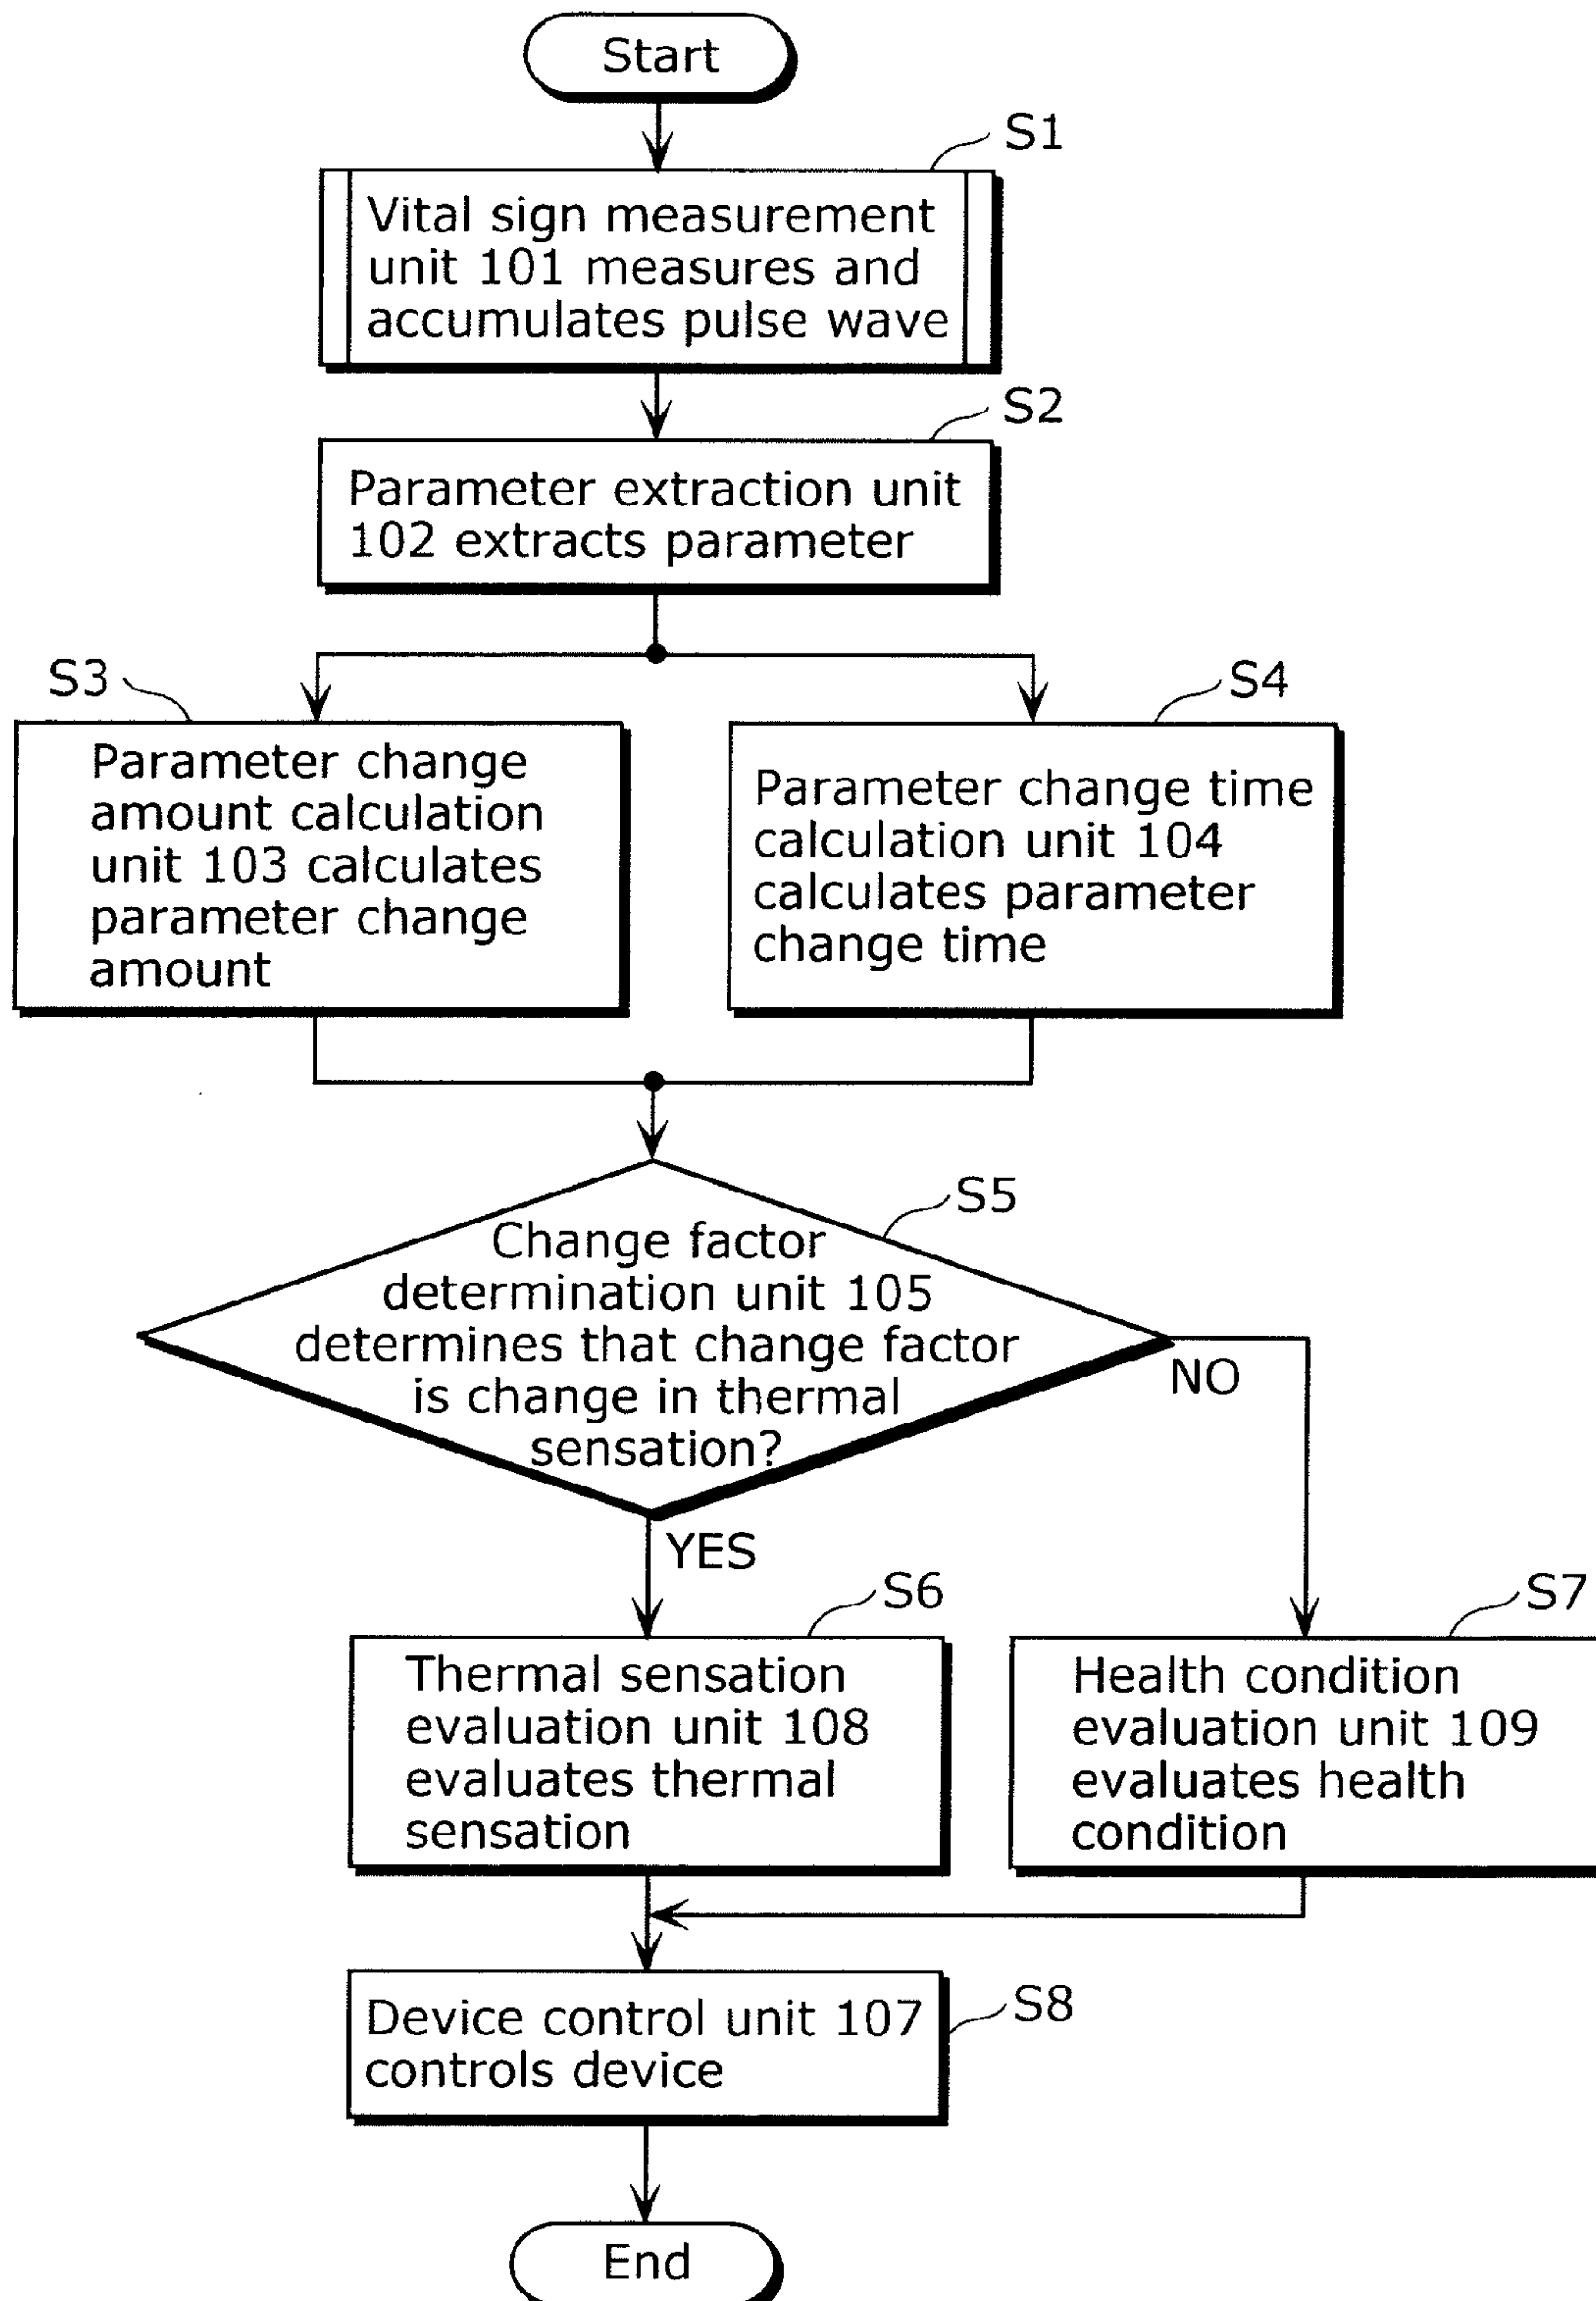 Start
S1
Vital sign measurement
unit 101 measures and
accumulates pulse wave
S2
Parameter extraction unit
102 extracts parameter
S3
Parameter change
amount calculation
unit 103 calculates
parameter change
amount
S4
Parameter change time
calculation unit 104
calculates parameter
change time
S5
Change factor
determination unit 105
determines that change factor
is change in thermal
sensation?
NO
YES
S6
Thermal sensation
evaluation unit 108
evaluates thermal
sensation
S7
Health condition
evaluation unit 109
evaluates health
condition
S8
Device control unit 107
controls device
End